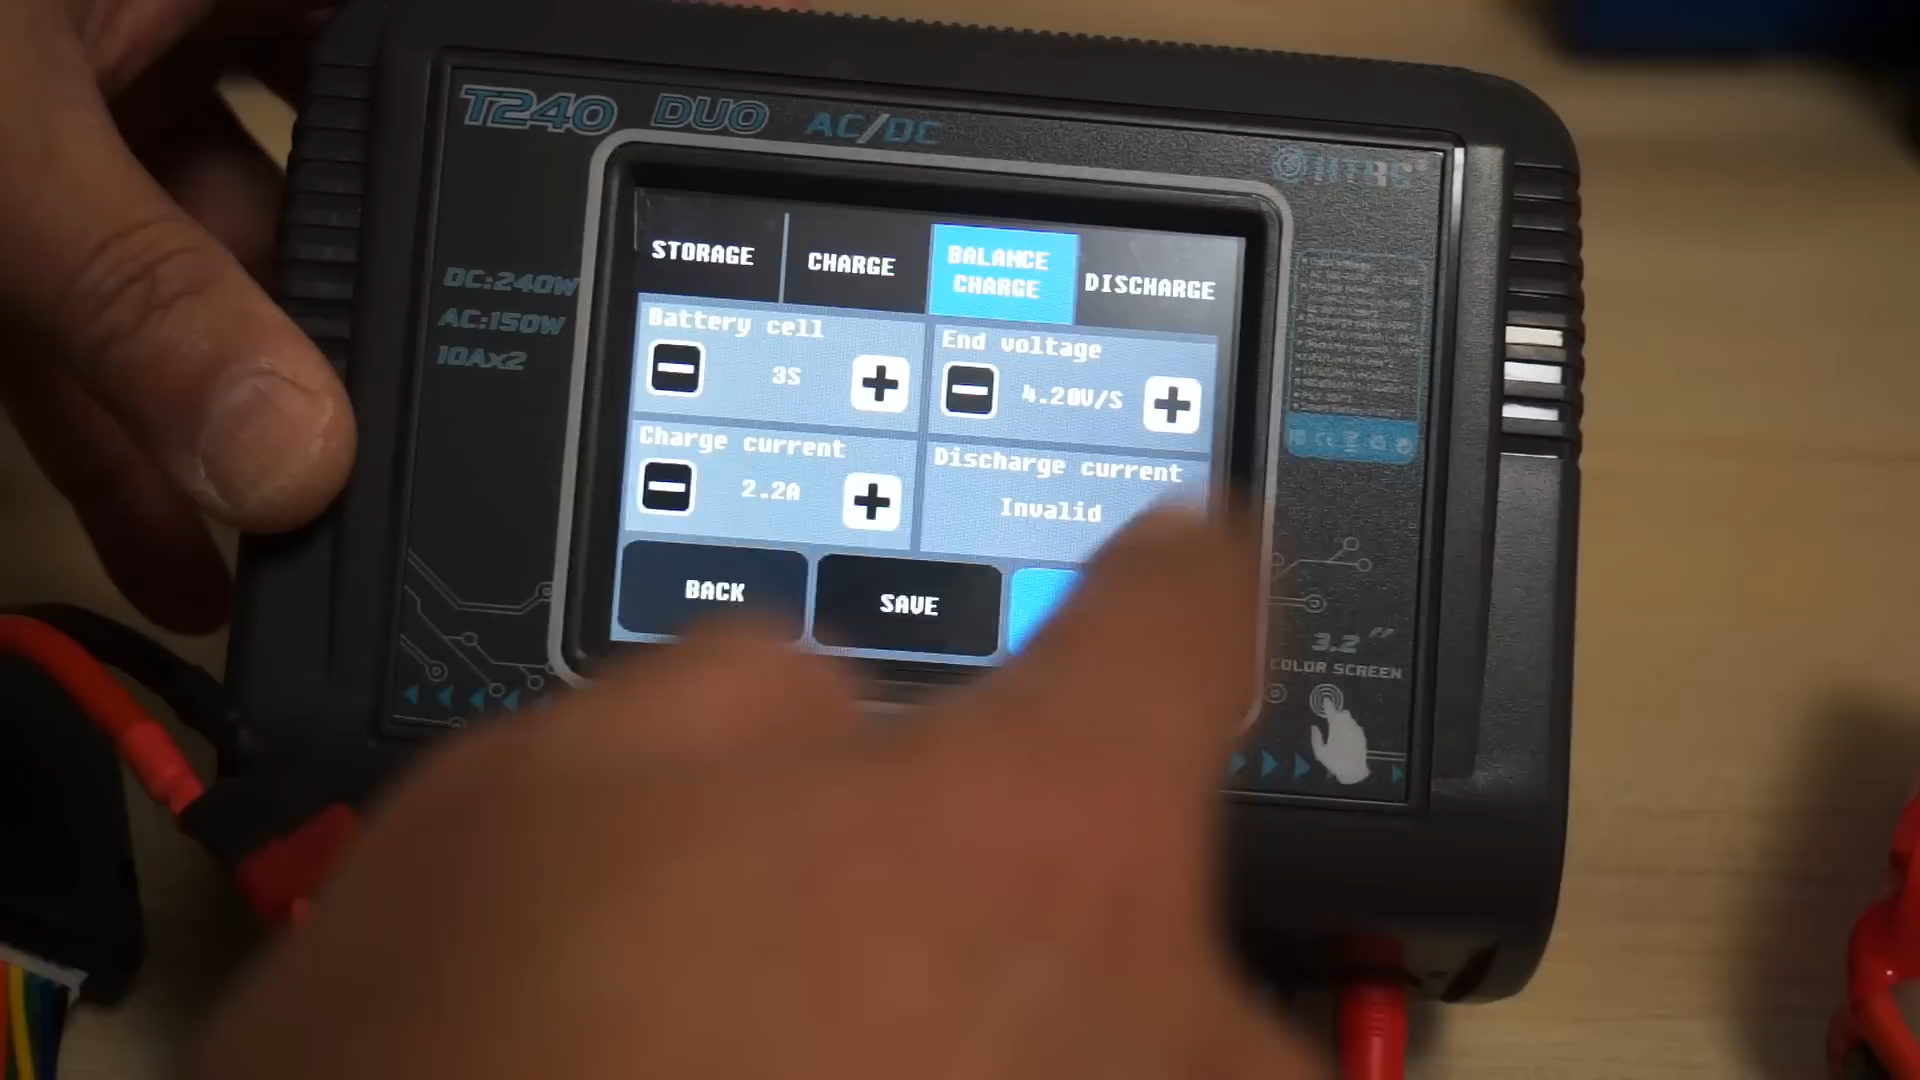 T240 DUO AC/DC
HTRC
DC:240W
AC:150W
10Ax2
STORAGE
CHARGE
BALANCE
CHARGE
DISCHARGE
Battery cell
3S
End voltage
4.20V/S
Charge current
2.2A
Discharge current
Invalid
BACK
SAVE
3.2"
COLOR SCREEN